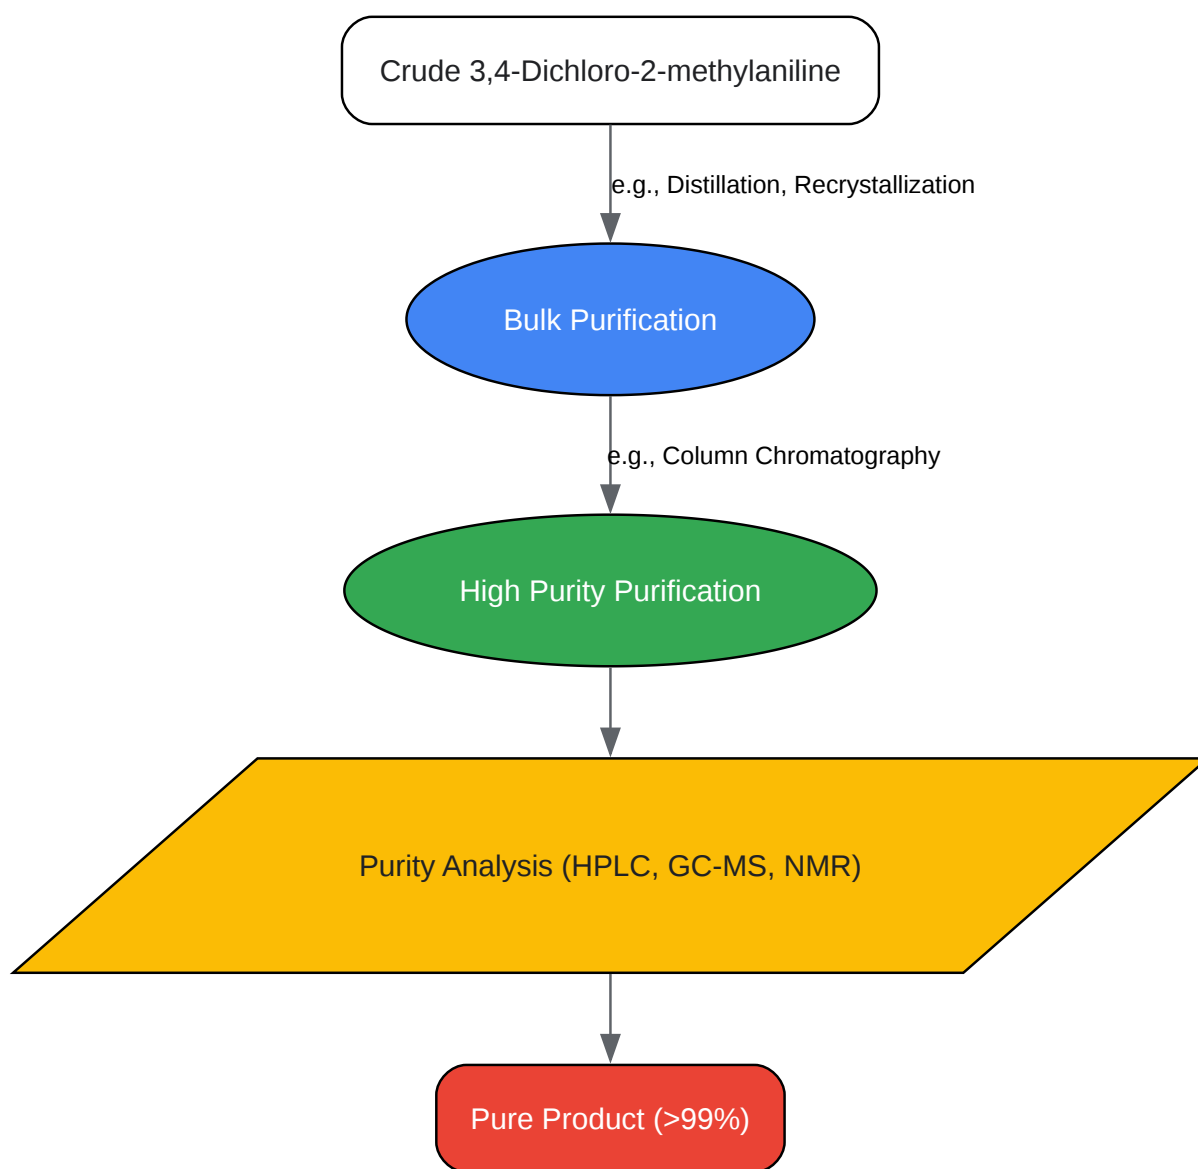 Crude 3,4-Dichloro-2-methylaniline
e.g., Distillation, Recrystallization
Bulk Purification
e.g., Column Chromatography
High Purity Purification
Purity Analysis (HPLC, GC-MS, NMR)
Pure Product (>99%)